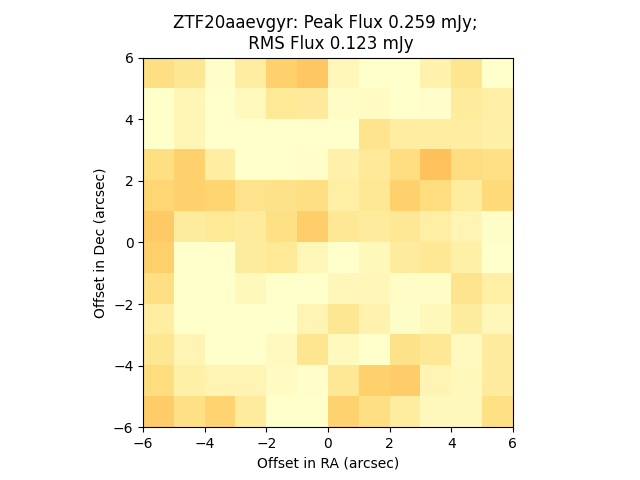 ZTF20aaevgyr: Peak Flux 0.259 mJy;
RMS Flux 0.123 mJy
6
4
2
0
−2
−4
−6
Offset in Dec (arcsec)
−6 −4 −2 0 2 4 6
Offset in RA (arcsec)